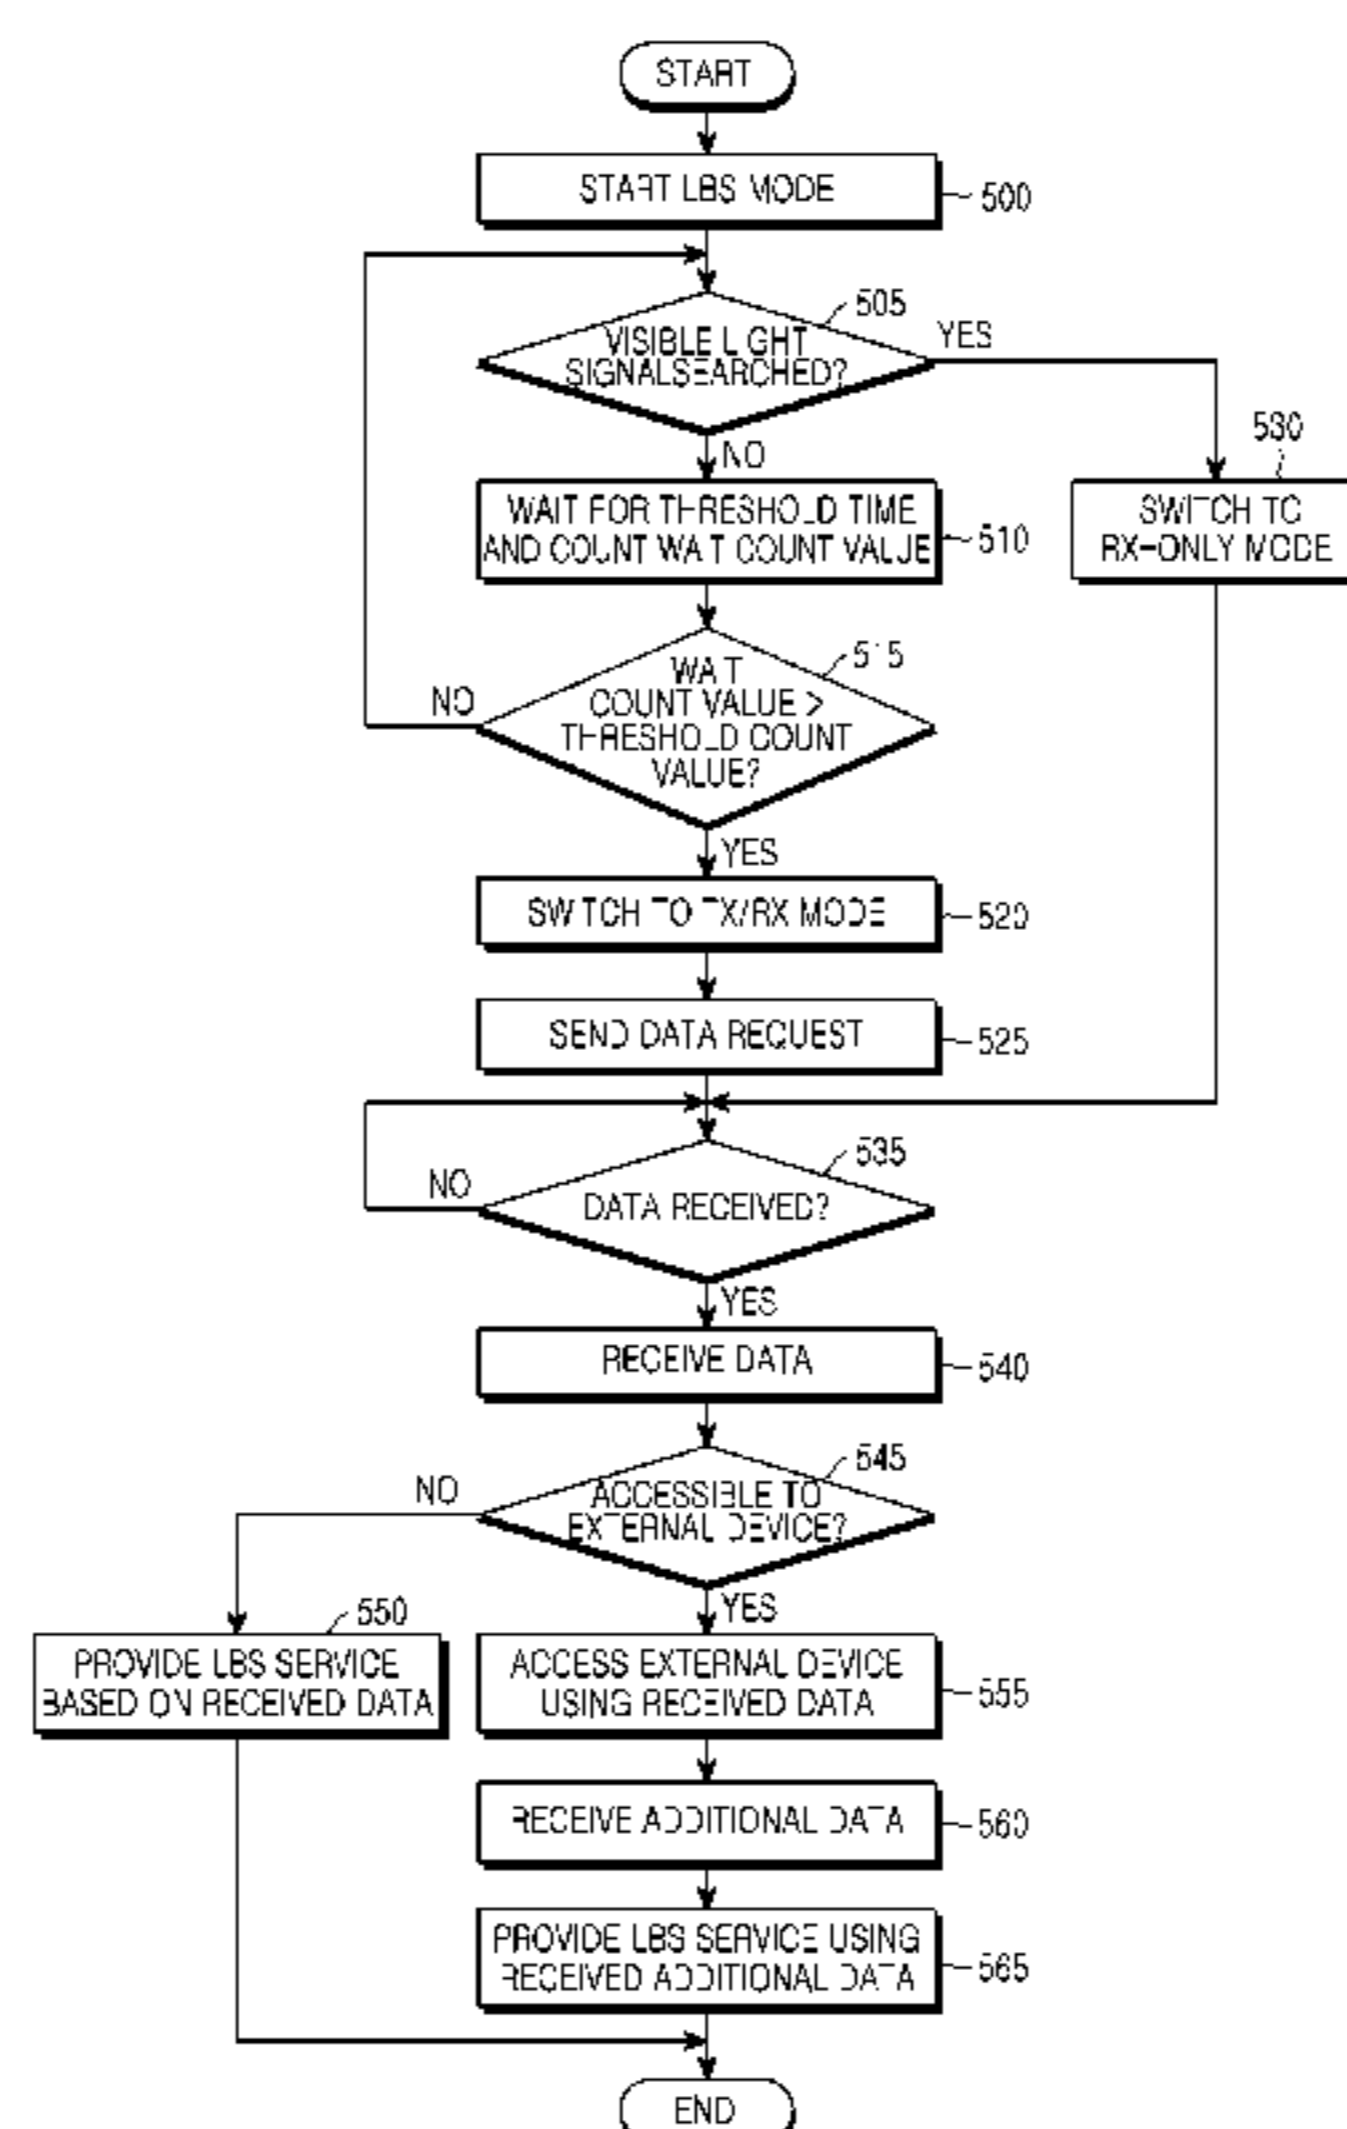 START
START LBS MODE
500
505
VISIBLE LIGHT
SIGNALSEARCHED?
YES
NO
530
WAIT FOR THRESHOLD TIME
AND COUNT WAIT COUNT VALUE
510
SWITCH TO
RX-ONLY MODE
515
WAIT
COUNT VALUE >
THRESHOLD COUNT
VALUE?
NO
YES
SWITCH TO TX/RX MODE
520
SEND DATA REQUEST
525
535
DATA RECEIVED?
NO
YES
RECEIVE DATA
540
545
ACCESSIBLE TO
EXTERNAL DEVICE?
NO
YES
550
PROVIDE LBS SERVICE
BASED ON RECEIVED DATA
ACCESS EXTERNAL DEVICE
USING RECEIVED DATA
555
RECEIVE ADDITIONAL DATA
560
PROVIDE LBS SERVICE USING
RECEIVED ADDITIONAL DATA
565
END